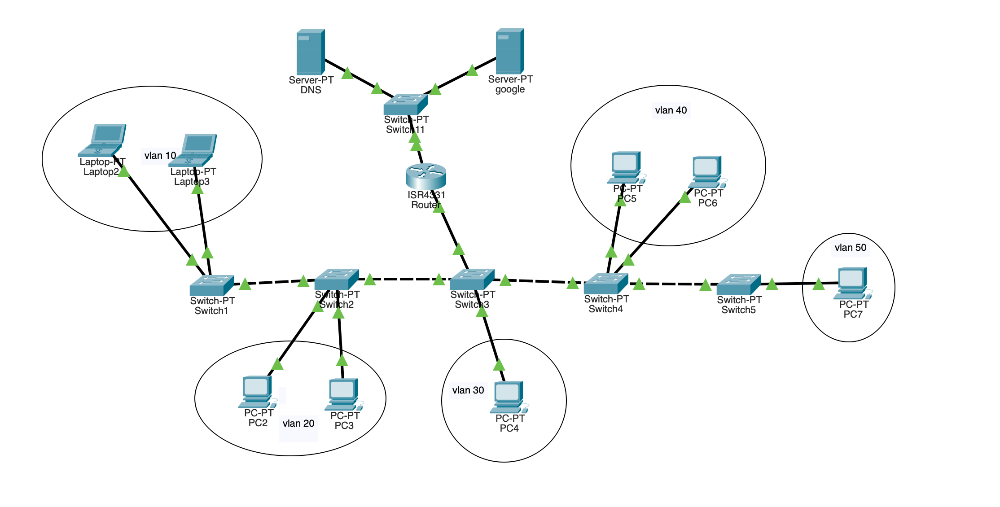 Server-PT
DNS
Server-PT
google
Switch-PT
Switch11
vlan 40
Laptop-PT
Laptop2
vlan 10
Laptop-PT
Laptop3
ISR4331
Router
PC-PT
PC5
PC-PT
PC6
vlan 50
Switch-PT
Switch1
Switch-PT
Switch2
Switch-PT
Switch3
Switch-PT
Switch4
Switch-PT
Switch5
PC-PT
PC7
PC-PT
PC2
vlan 20
PC-PT
PC3
vlan 30
PC-PT
PC4